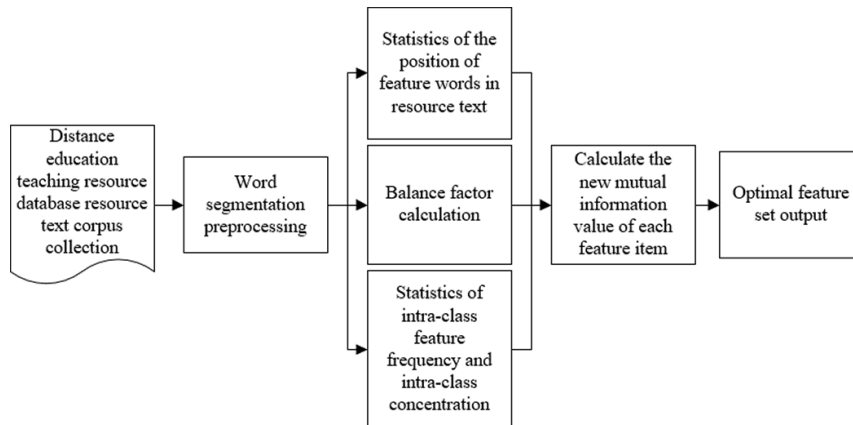 Distance
education
teaching resource
database resource
text corpus
collection
Word
segmentation
preprocessing
Statistics of the
position of
feature words in
resource text
Balance factor
calculation
Statistics of
intra-class
feature
frequency and
intra-class
concentration
Calculate the
new mutual
information
value of each
feature item
Optimal feature
set output